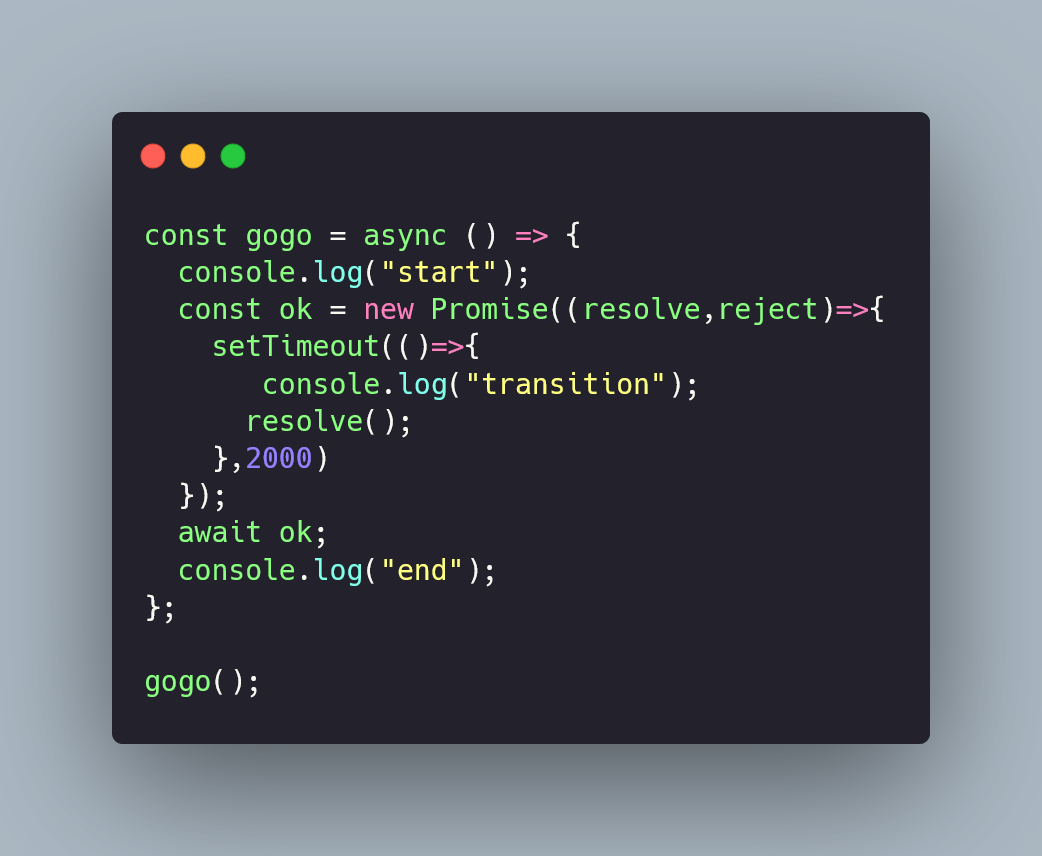 const gogo = async () => {
  console.log("start");
  const ok = new Promise((resolve,reject)=>{
    setTimeout(()=>{
       console.log("transition");
      resolve();
    },2000)
  });
  await ok;
  console.log("end");
};

gogo();